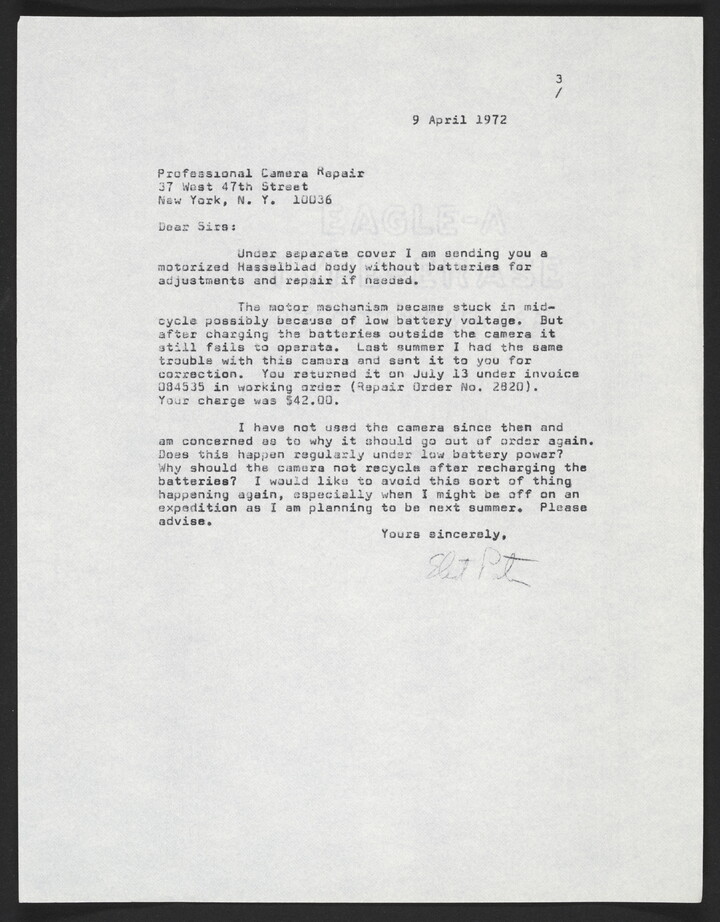 3
/
9 April 1972
Professional Camera Repair
37 West 47th Street
New York, N. Y.  10036
Dear Sirs:
EAGLE-A
Under separate cover I am sending you a
motorized Hasselblad body without batteries for
adjustments and repair if needed.
The motor mechanism became stuck in mid-
cycle possibly because of low battery voltage.  But
after charging the batteries outside the camera it
still fails to operate.  Last summer I had the same
trouble with this camera and sent it to you for
correction.  You returned it on July 13 under invoice
084535 in working order (Repair Order No. 2820).
Your charge was $42.00.
I have not used the camera since then and
am concerned as to why it should go out of order again.
Does this happen regularly under low battery power?
Why should the camera not recycle after recharging the
batteries?  I would like to avoid this sort of thing
happening again, especially when I might be off on an
expedition as I am planning to be next summer.  Please
advise.
Yours sincerely,